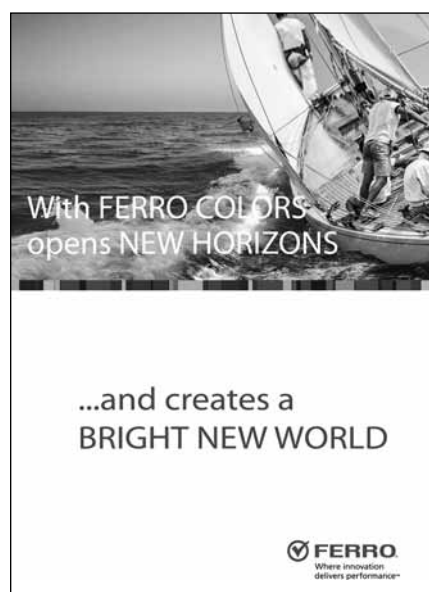 With FERRO COLORS
opens NEW HORIZONS
...and creates a
BRIGHT NEW WORLD
FERRO
Where innovation
delivers performance™